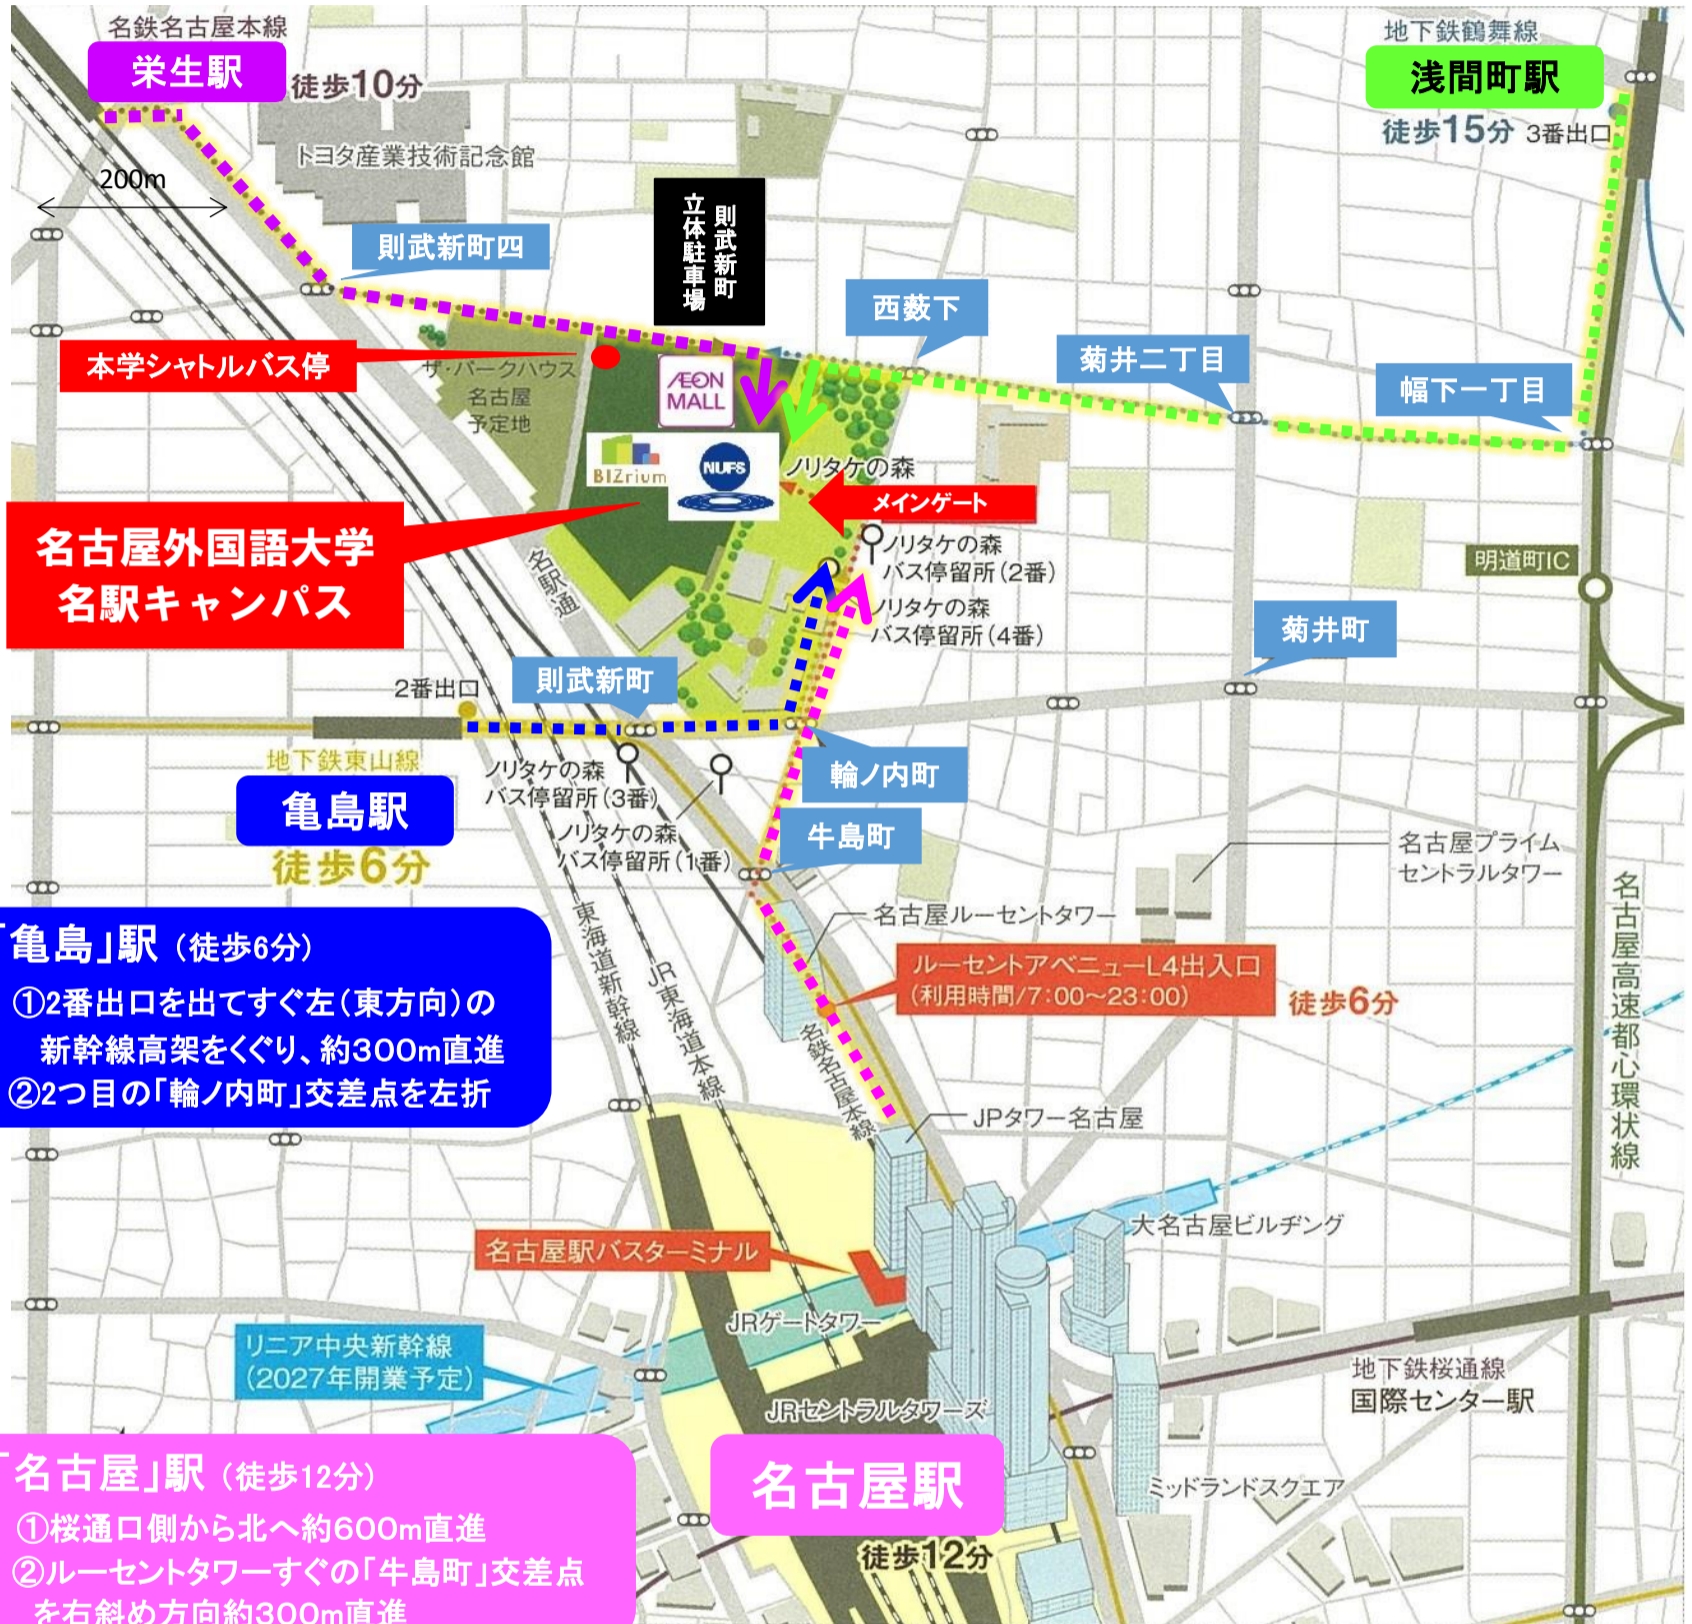 名鉄名古屋本線
栄生駅
徒歩10分
トヨタ産業技術記念館
200m
地下鉄鶴舞線
浅間町駅
徒歩15分 3番出口
則武新町
立体駐車場
則武新町四
西薮下
菊井二丁目
幅下一丁目
本学シャトルバス停
ザ・パークハウス
名古屋
予定地
ÆON
MALL
BIZrium
NUFS
ノリタケの森
メインゲート
名古屋外国語大学
名駅キャンパス
名駅通
ノリタケの森
バス停留所(2番)
ノリタケの森
バス停留所(4番)
明道町IC
菊井町
則武新町
2番出口
地下鉄東山線
亀島駅
徒歩6分
ノリタケの森
バス停留所(3番)
ノリタケの森
バス停留所(1番)
輪ノ内町
牛島町
名古屋プライム
セントラルタワー
名古屋ルーセントタワー
ルーセントアベニューL4出入口
(利用時間/7:00〜23:00)
徒歩6分
名古屋高速都心環状線
東海道新幹線
JR東海道本線
名鉄名古屋本線
「亀島」駅（徒歩6分）
①2番出口を出てすぐ左(東方向)の
新幹線高架をくぐり、約300m直進
②2つ目の「輪ノ内町」交差点を左折
JPタワー名古屋
大名古屋ビルヂング
名古屋駅バスターミナル
JRゲートタワー
リニア中央新幹線
(2027年開業予定)
地下鉄桜通線
国際センター駅
JRセントラルタワーズ
名古屋駅
徒歩12分
ミッドランドスクエア
「名古屋」駅（徒歩12分）
①桜通口側から北へ約600m直進
②ルーセントタワーすぐの「牛島町」交差点
を右斜め方向約300m直進